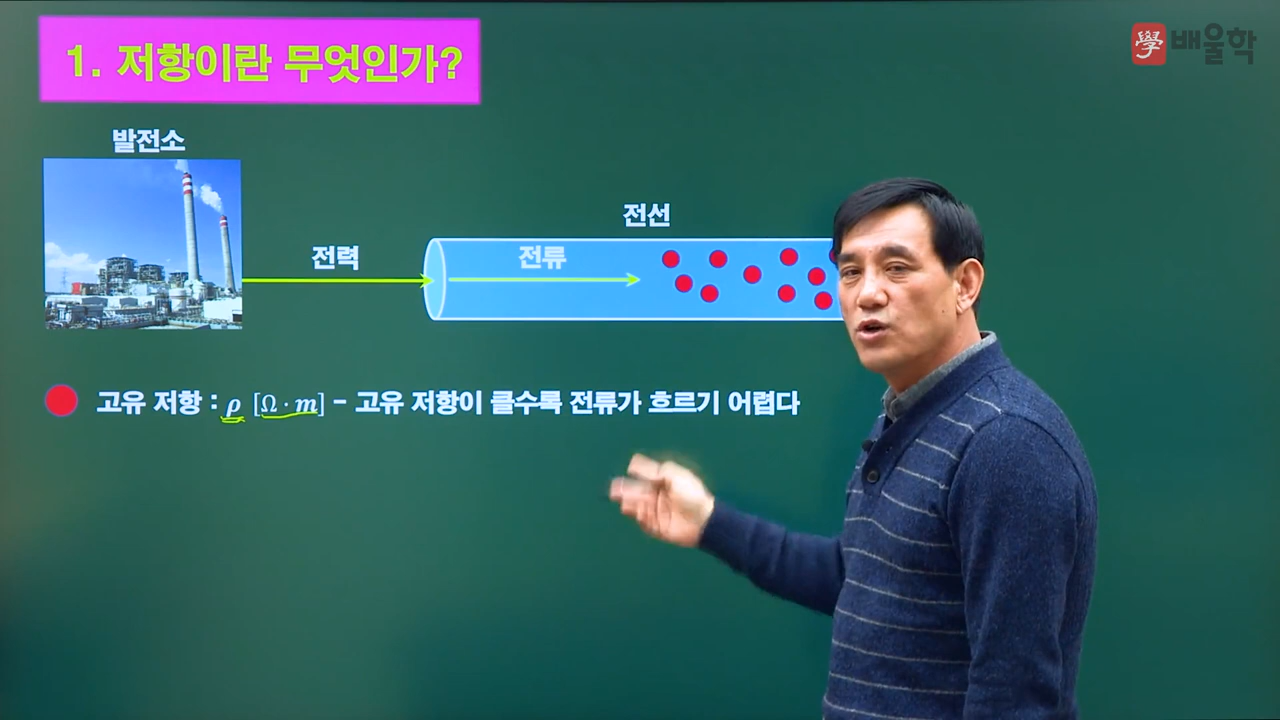 1. 저항이란 무엇인가?
學 배울학
발전소
전선
전력
전류
고유 저항 : ρ [Ω · m] - 고유 저항이 클수록 전류가 흐르기 어렵다